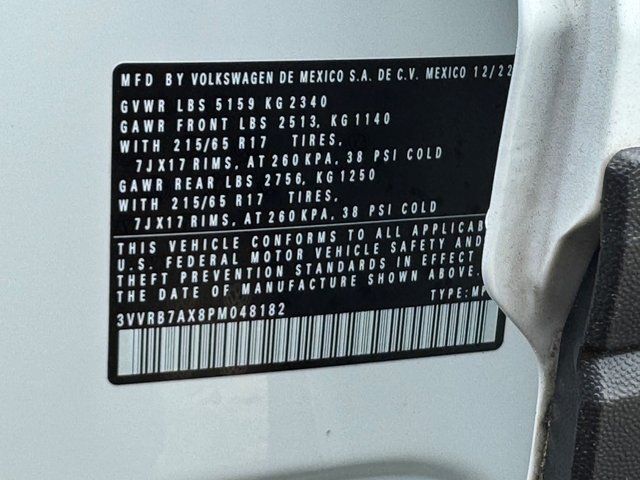 MFD BY VOLKSWAGEN DE MEXICO S.A. DE C.V. MEXICO 12/22
GVWR LBS 5159 KG 2340
GAWR FRONT LBS 2513, KG 1140
WITH 215/65 R17 TIRES,
7JX17 RIMS, AT 260 KPA, 38 PSI COLD
GAWR REAR LBS 2756, KG 1250
WITH 215/65 R17 TIRES,
7JX17 RIMS, AT 260 KPA, 38 PSI COLD
THIS VEHICLE CONFORMS TO ALL
U.S. FEDERAL MOTOR VEHICLE SAFETY AND
THEFT PREVENTION STANDARDS IN EFFECT
THE DATE OF MANUFACTURE SHOWN ABOVE.
TYPE:
3VVRB7AX8PM048182